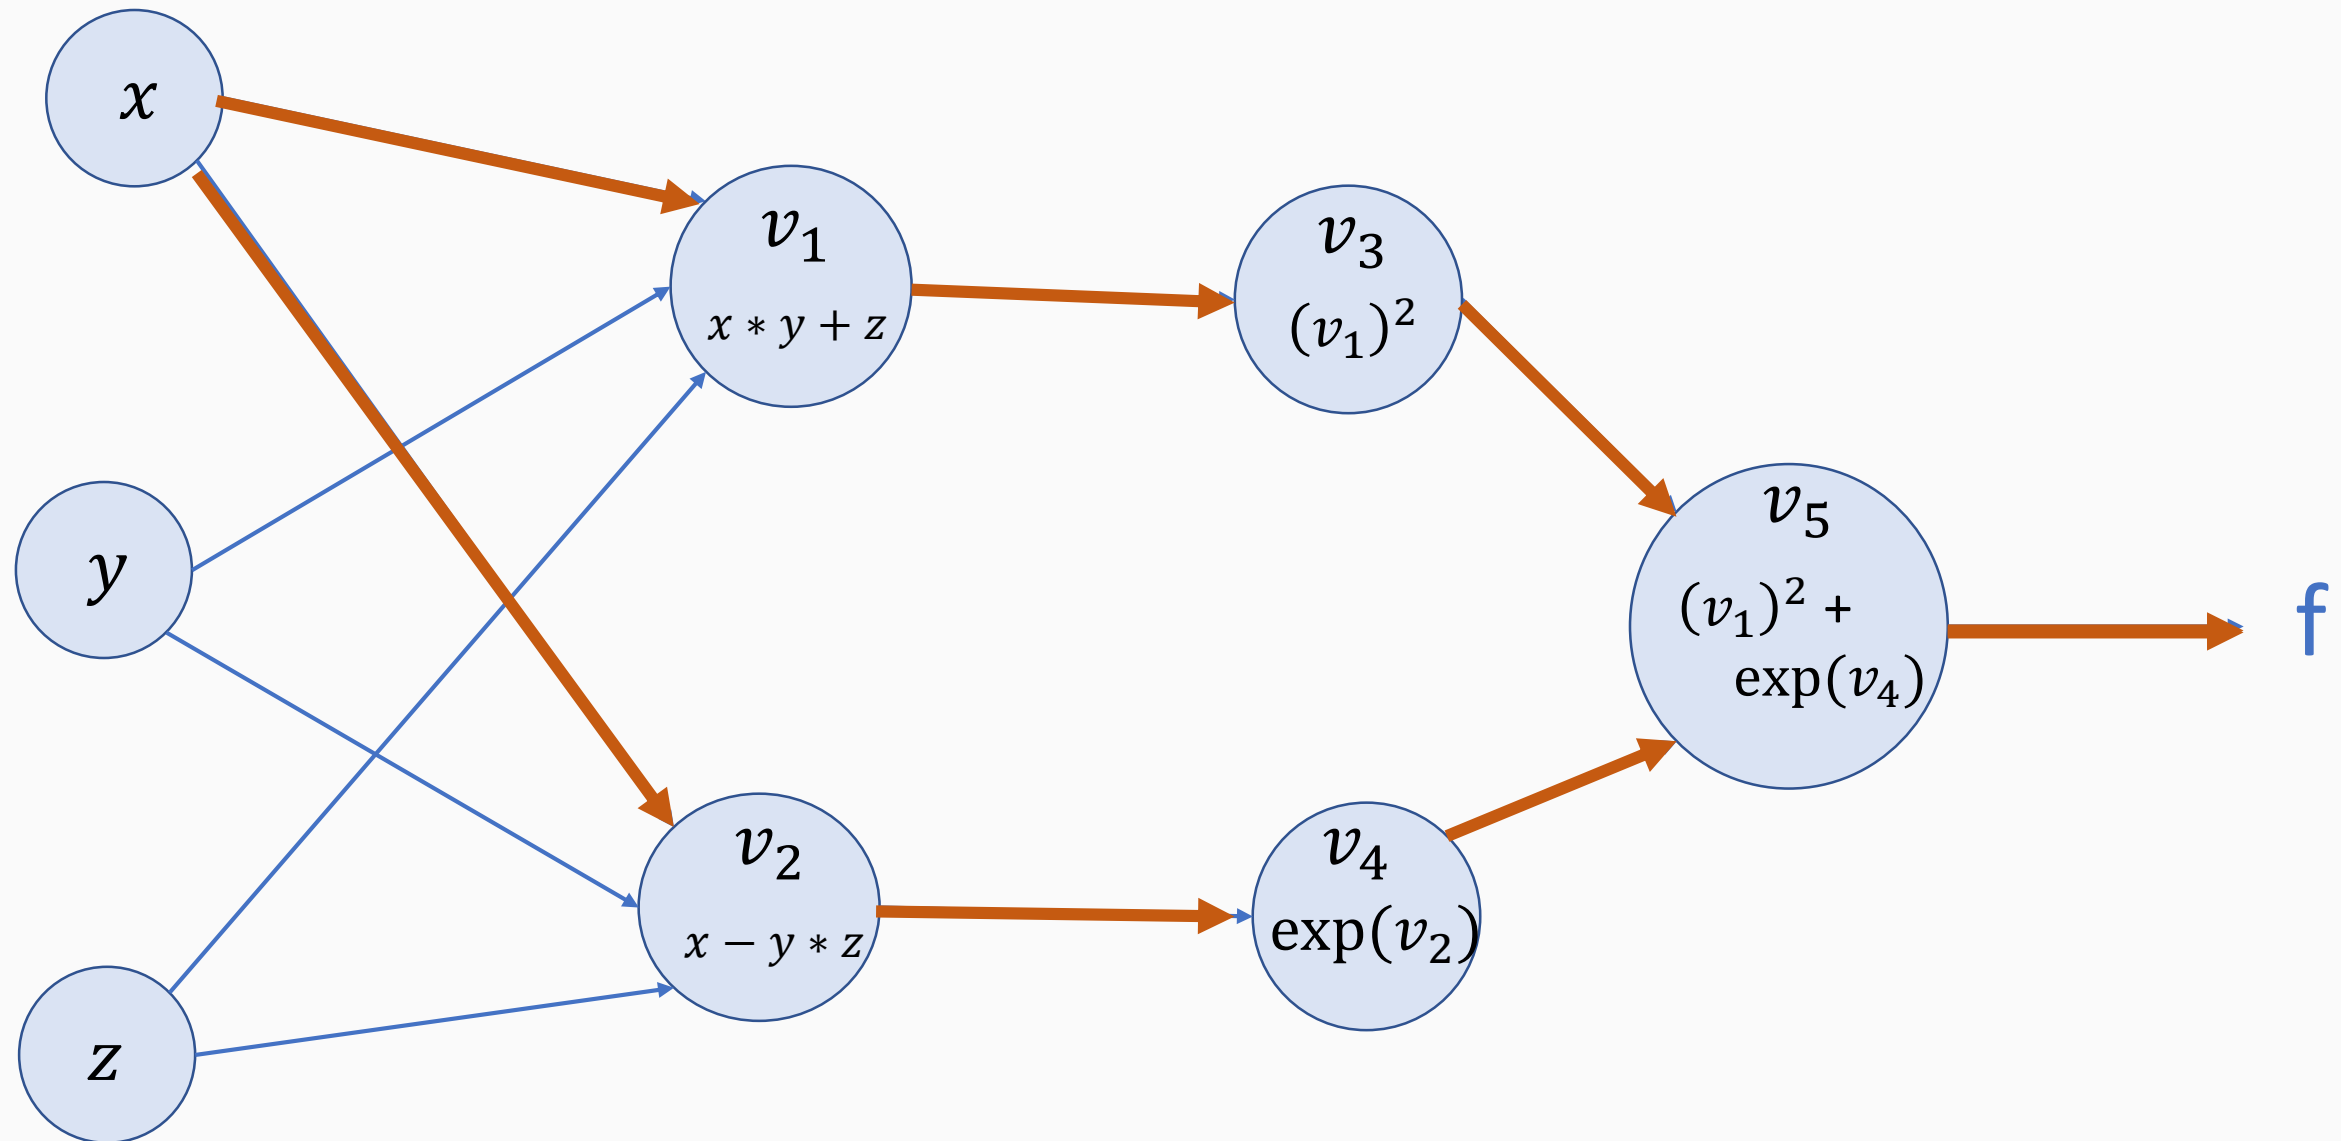 x
v₁
x ∗ y + z
v₃
(v₁)²
y
v₅
(v₁)² +
exp(v₄)
f
v₂
x − y ∗ z
v₄
exp(v₂)
z